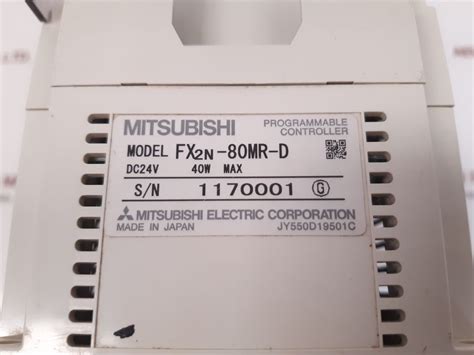 MITSUBISHI PROGRAMMABLE CONTROLLER
MODEL FX2N-80MR-D
DC24V 40W MAX
S/N 1170001 G
MITSUBISHI ELECTRIC CORPORATION
MADE IN JAPAN JY550D19501C